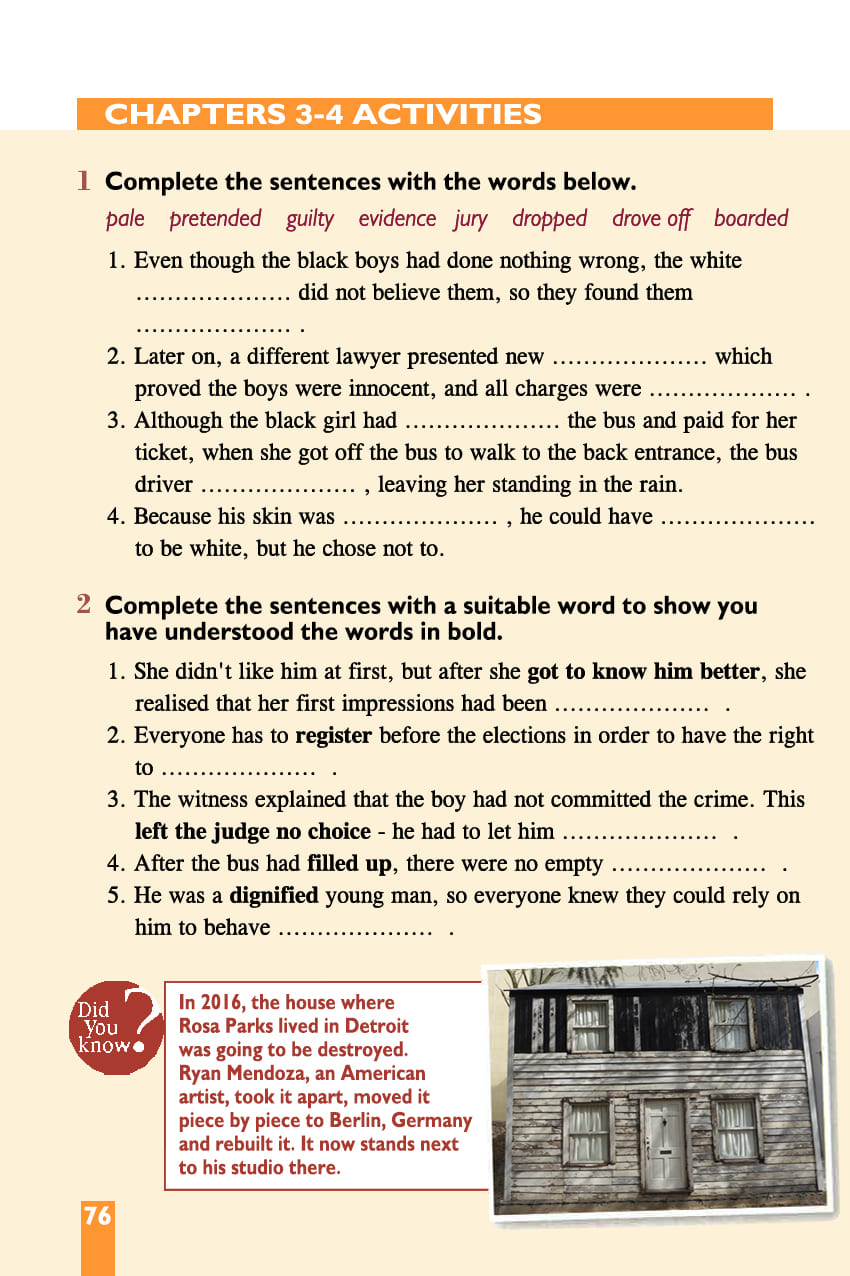 CHAPTERS 3-4 ACTIVITIES
1 Complete the sentences with the words below.
pale pretended guilty evidence jury dropped drove off boarded
1. Even though the black boys had done nothing wrong, the white
.................... did not believe them, so they found them
.................... .
2. Later on, a different lawyer presented new .................... which
proved the boys were innocent, and all charges were ................... .
3. Although the black girl had .................... the bus and paid for her
ticket, when she got off the bus to walk to the back entrance, the bus
driver .................... , leaving her standing in the rain.
4. Because his skin was .................... , he could have ....................
to be white, but he chose not to.
2 Complete the sentences with a suitable word to show you
have understood the words in bold.
1. She didn't like him at first, but after she got to know him better, she
realised that her first impressions had been .................... .
2. Everyone has to register before the elections in order to have the right
to .................... .
3. The witness explained that the boy had not committed the crime. This
left the judge no choice - he had to let him .................... .
4. After the bus had filled up, there were no empty .................... .
5. He was a dignified young man, so everyone knew they could rely on
him to behave .................... .
Did
You
know?
In 2016, the house where
Rosa Parks lived in Detroit
was going to be destroyed.
Ryan Mendoza, an American
artist, took it apart, moved it
piece by piece to Berlin, Germany
and rebuilt it. It now stands next
to his studio there.
76